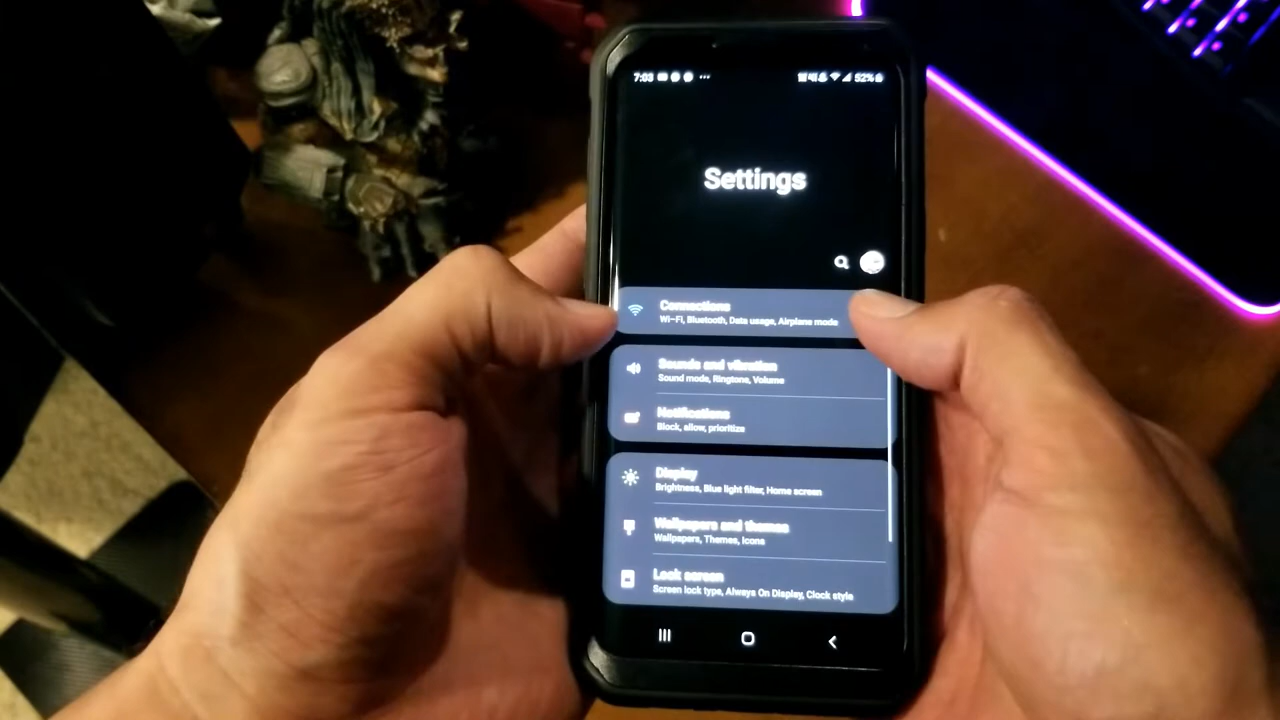 7:03
52%
Settings
Connections
Wi-Fi, Bluetooth, Data usage, Airplane mode
Sounds and vibration
Sound mode, Ringtone, Volume
Notifications
Block, allow, prioritize
Display
Brightness, Blue light filter, Home screen
Wallpapers and themes
Wallpapers, Themes, Icons
Lock screen
Screen lock type, Always On Display, Clock style